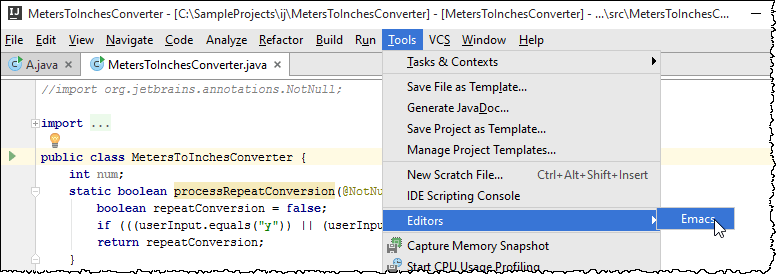 MetersToInchesConverter - [C:\SampleProjects\ij\MetersToInchesConverter] - [MetersToInchesConverter] - ...\src\MetersToInchesC...
File Edit View Navigate Code Analyze Refactor Build Run Tools VCS Window Help
A.java × MetersToInchesConverter.java ×
//import org.jetbrains.annotations.NotNull;
import ...
public class MetersToInchesConverter {
int num;
static boolean processRepeatConversion(@NotNu
boolean repeatConversion = false;
if (((userInput.equals("y")) || (userInpu
return repeatConversion;
}
Tasks & Contexts
Save File as Template...
Generate JavaDoc...
Save Project as Template...
Manage Project Templates...
New Scratch File... Ctrl+Alt+Shift+Insert
IDE Scripting Console
Editors
Emacs
Capture Memory Snapshot
Start CPU Usage Profiling